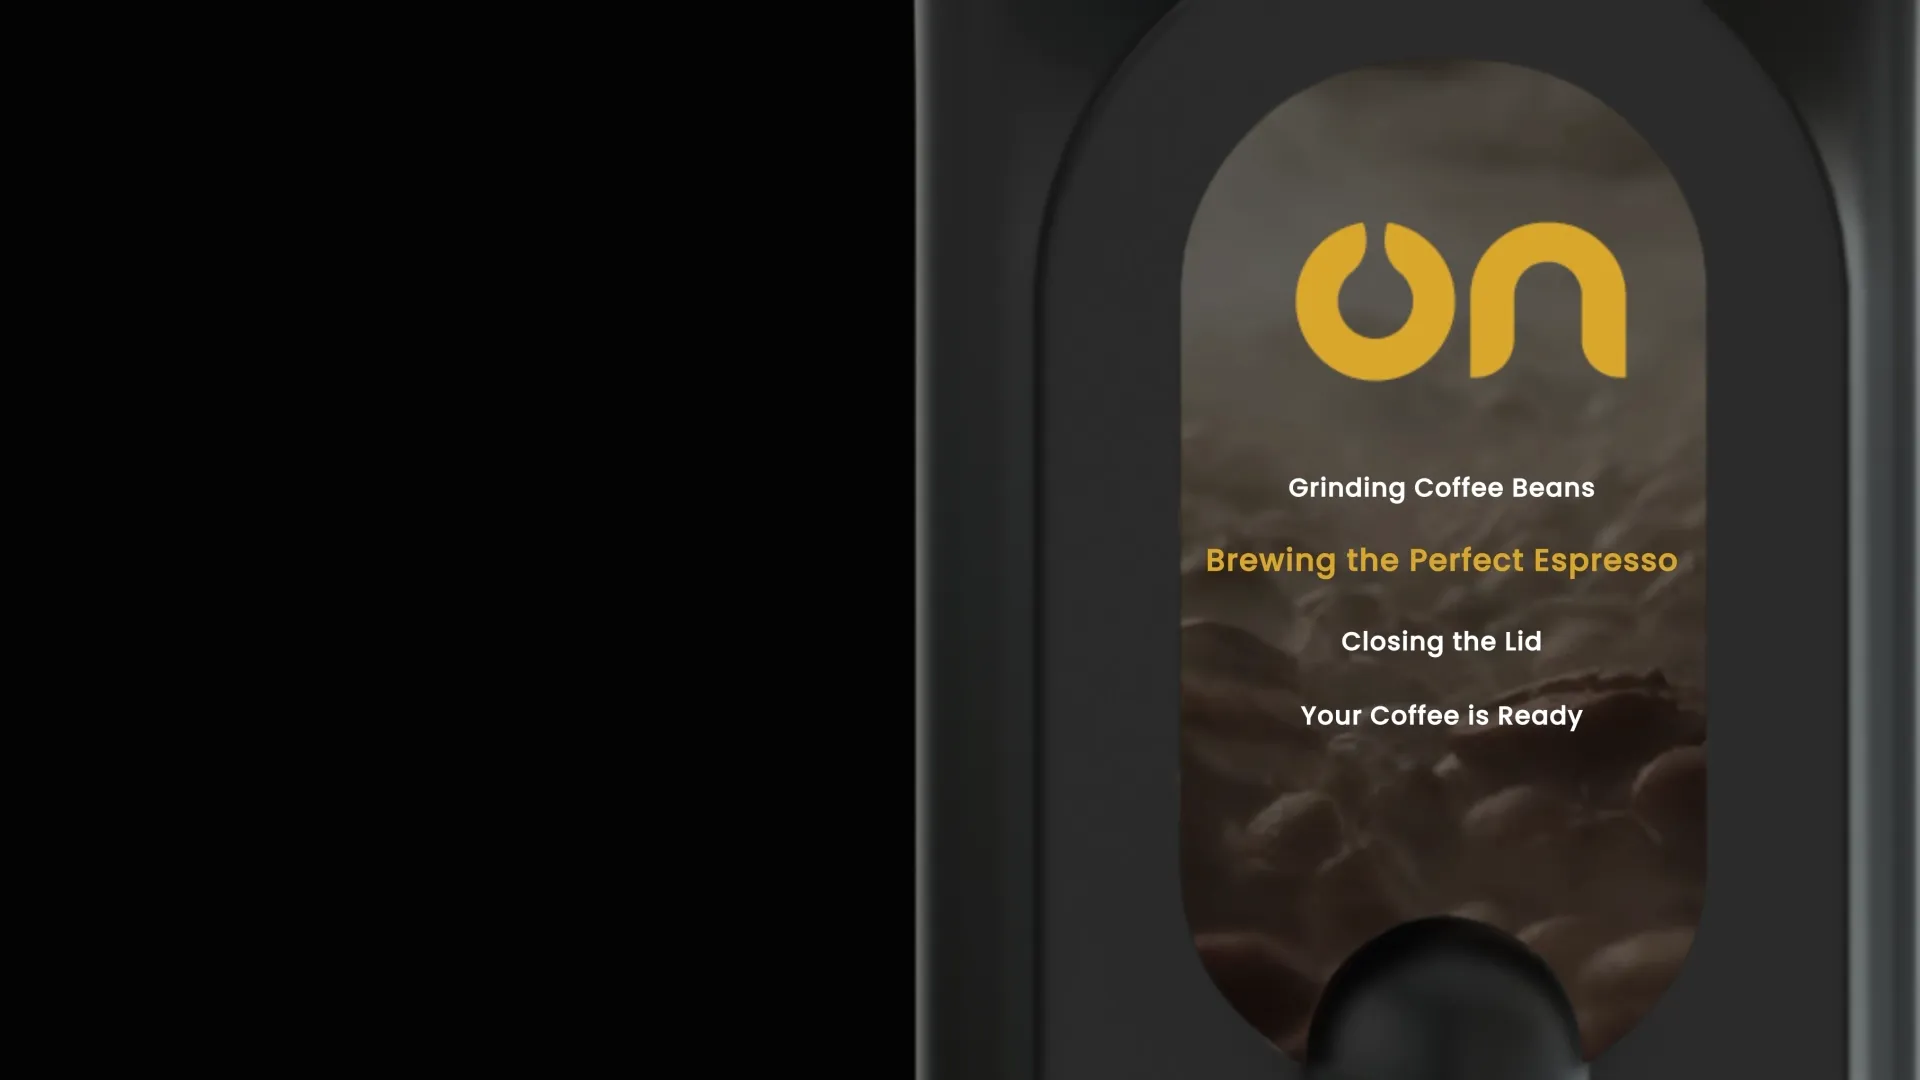 on
Grinding Coffee Beans
Brewing the Perfect Espresso
Closing the Lid
Your Coffee is Ready